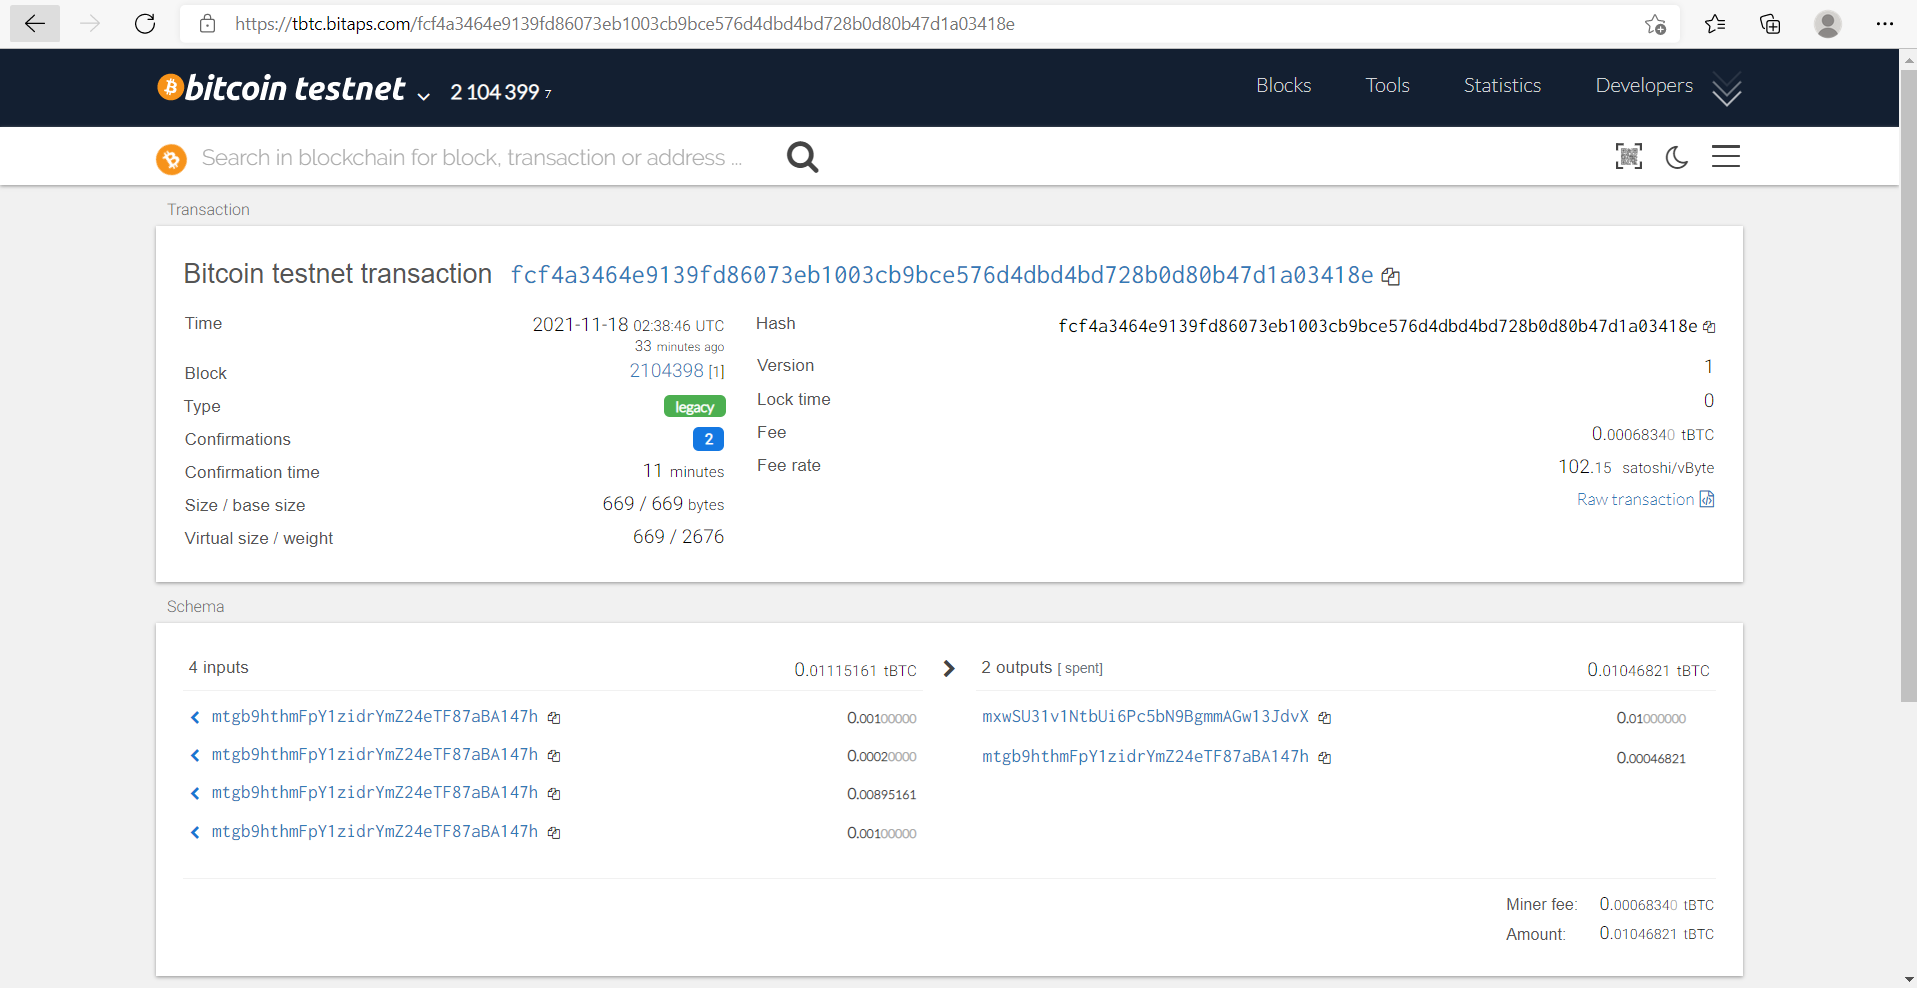 https://tbtc.bitaps.com/fcf4a3464e9139fd86073eb1003cb9bce576d4dbd4bd728b0d80b47d1a03418e
bitcoin testnet 2 104 399 7 Blocks Tools Statistics Developers
Search in blockchain for block, transaction or address ...
Transaction
Bitcoin testnet transaction fcf4a3464e9139fd86073eb1003cb9bce576d4dbd4bd728b0d80b47d1a03418e
Time 2021-11-18 02:38:46 UTC Hash fcf4a3464e9139fd86073eb1003cb9bce576d4dbd4bd728b0d80b47d1a03418e
33 minutes ago
Block 2104398 [1] Version 1
Type legacy Lock time 0
Confirmations 2 Fee 0.00068340 tBTC
Confirmation time 11 minutes Fee rate 102.15 satoshi/vByte
Size / base size 669 / 669 bytes Raw transaction
Virtual size / weight 669 / 2676
Schema
4 inputs 0.01115161 tBTC 2 outputs [ spent] 0.01046821 tBTC
mtgb9hthmFpY1zidrYmZ24eTF87aBA147h 0.00100000 mxwSU31v1NtbUi6Pc5bN9BgmmAGw13JdvX 0.01000000
mtgb9hthmFpY1zidrYmZ24eTF87aBA147h 0.00020000 mtgb9hthmFpY1zidrYmZ24eTF87aBA147h 0.00046821
mtgb9hthmFpY1zidrYmZ24eTF87aBA147h 0.00895161
mtgb9hthmFpY1zidrYmZ24eTF87aBA147h 0.00100000
Miner fee: 0.00068340 tBTC
Amount: 0.01046821 tBTC